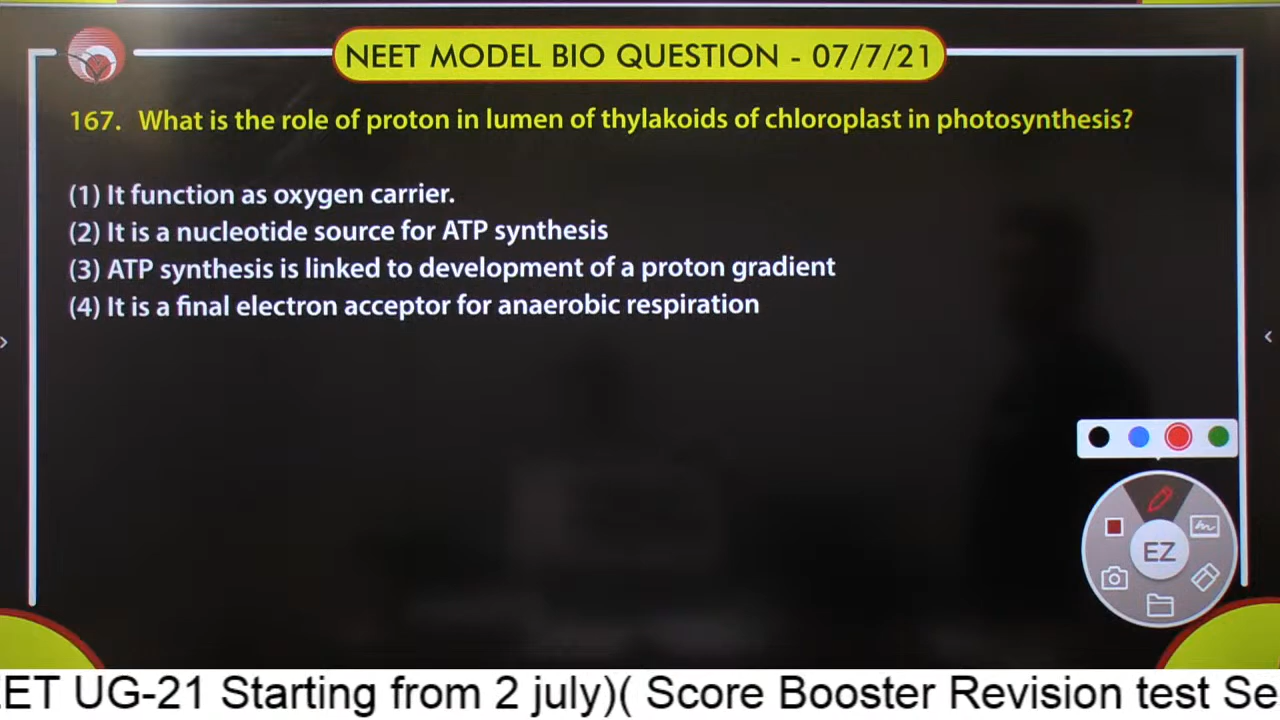 NEET MODEL BIO QUESTION - 07/7/21
167. What is the role of proton in lumen of thylakoids of chloroplast in photosynthesis?
(1) It function as oxygen carrier.
(2) It is a nucleotide source for ATP synthesis
(3) ATP synthesis is linked to development of a proton gradient
(4) It is a final electron acceptor for anaerobic respiration
EZ
EET UG-21 Starting from 2 july)( Score Booster Revision test Se